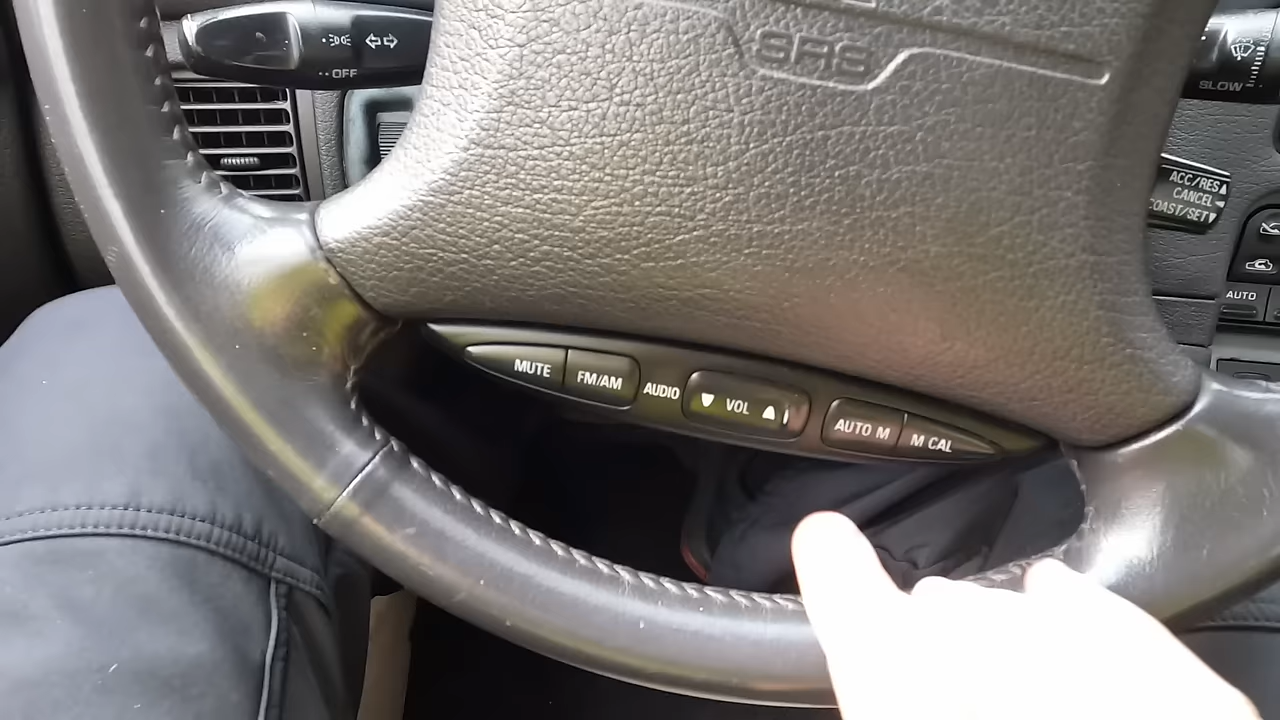 OFF
SRS
SLOW
ACC/RES
CANCEL
COAST/SET
AUTO
MUTE FM/AM AUDIO VOL AUTO M M CAL